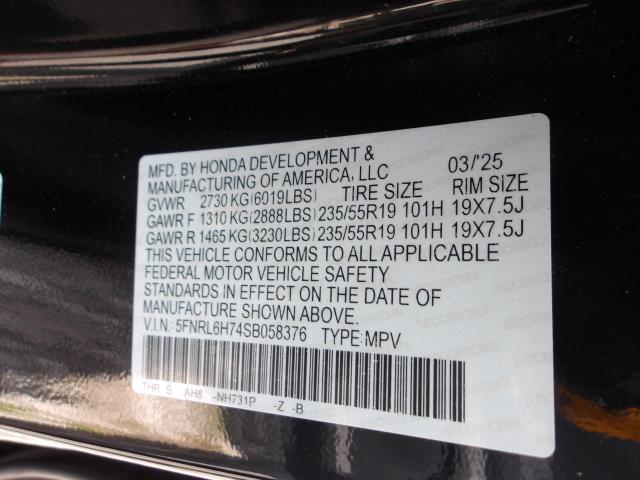 MFD. BY HONDA DEVELOPMENT &
MANUFACTURING OF AMERICA, LLC 03/'25
GVWR 2730 KG(6019LBS) TIRE SIZE RIM SIZE
GAWR F 1310 KG(2888LBS) 235/55R19 101H 19X7.5J
GAWR R 1465 KG(3230LBS) 235/55R19 101H 19X7.5J
THIS VEHICLE CONFORMS TO ALL APPLICABLE
FEDERAL MOTOR VEHICLE SAFETY
STANDARDS IN EFFECT ON THE DATE OF
MANUFACTURE SHOWN ABOVE.
V.I.N.:5FNRL6H74SB058376 TYPE:MPV
THR S AH8 -NH731P -Z -B